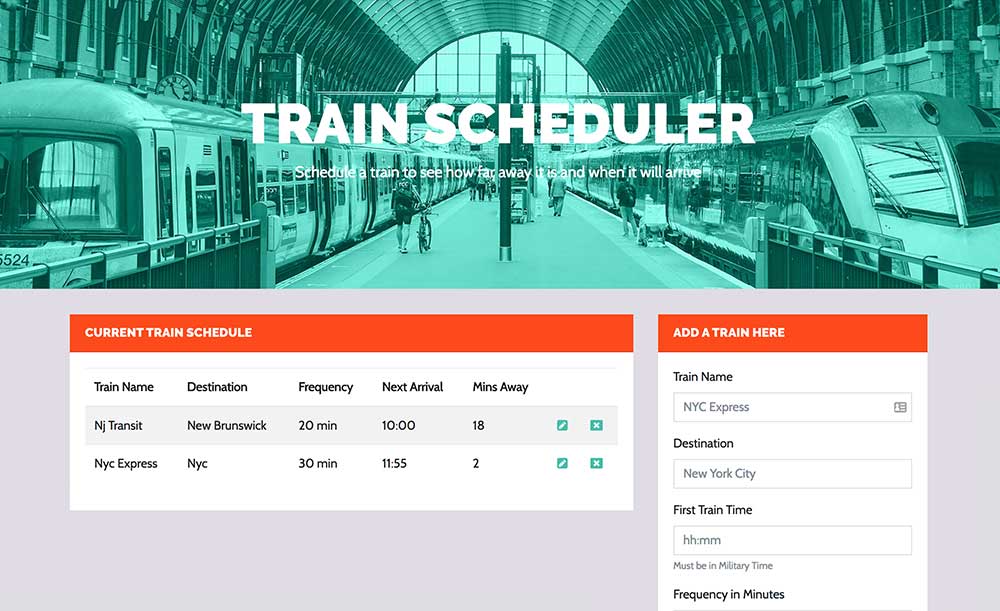 TRAIN SCHEDULER
Schedule a train to see how far away it is and when it will arrive
5524
CURRENT TRAIN SCHEDULE
Train Name Destination Frequency Next Arrival Mins Away
Nj Transit New Brunswick 20 min 10:00 18
Nyc Express Nyc 30 min 11:55 2
ADD A TRAIN HERE
Train Name
NYC Express
Destination
New York City
First Train Time
hh:mm
Must be in Military Time
Frequency in Minutes